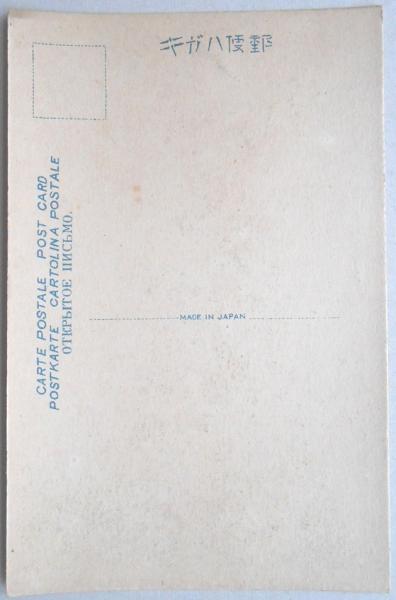 郵便ハガキ
CARTE POSTALE POST CARD
POSTKARTE CARTOLINA POSTALE
ОТКРЫТОЕ ПИСЬМО.
MADE IN JAPAN